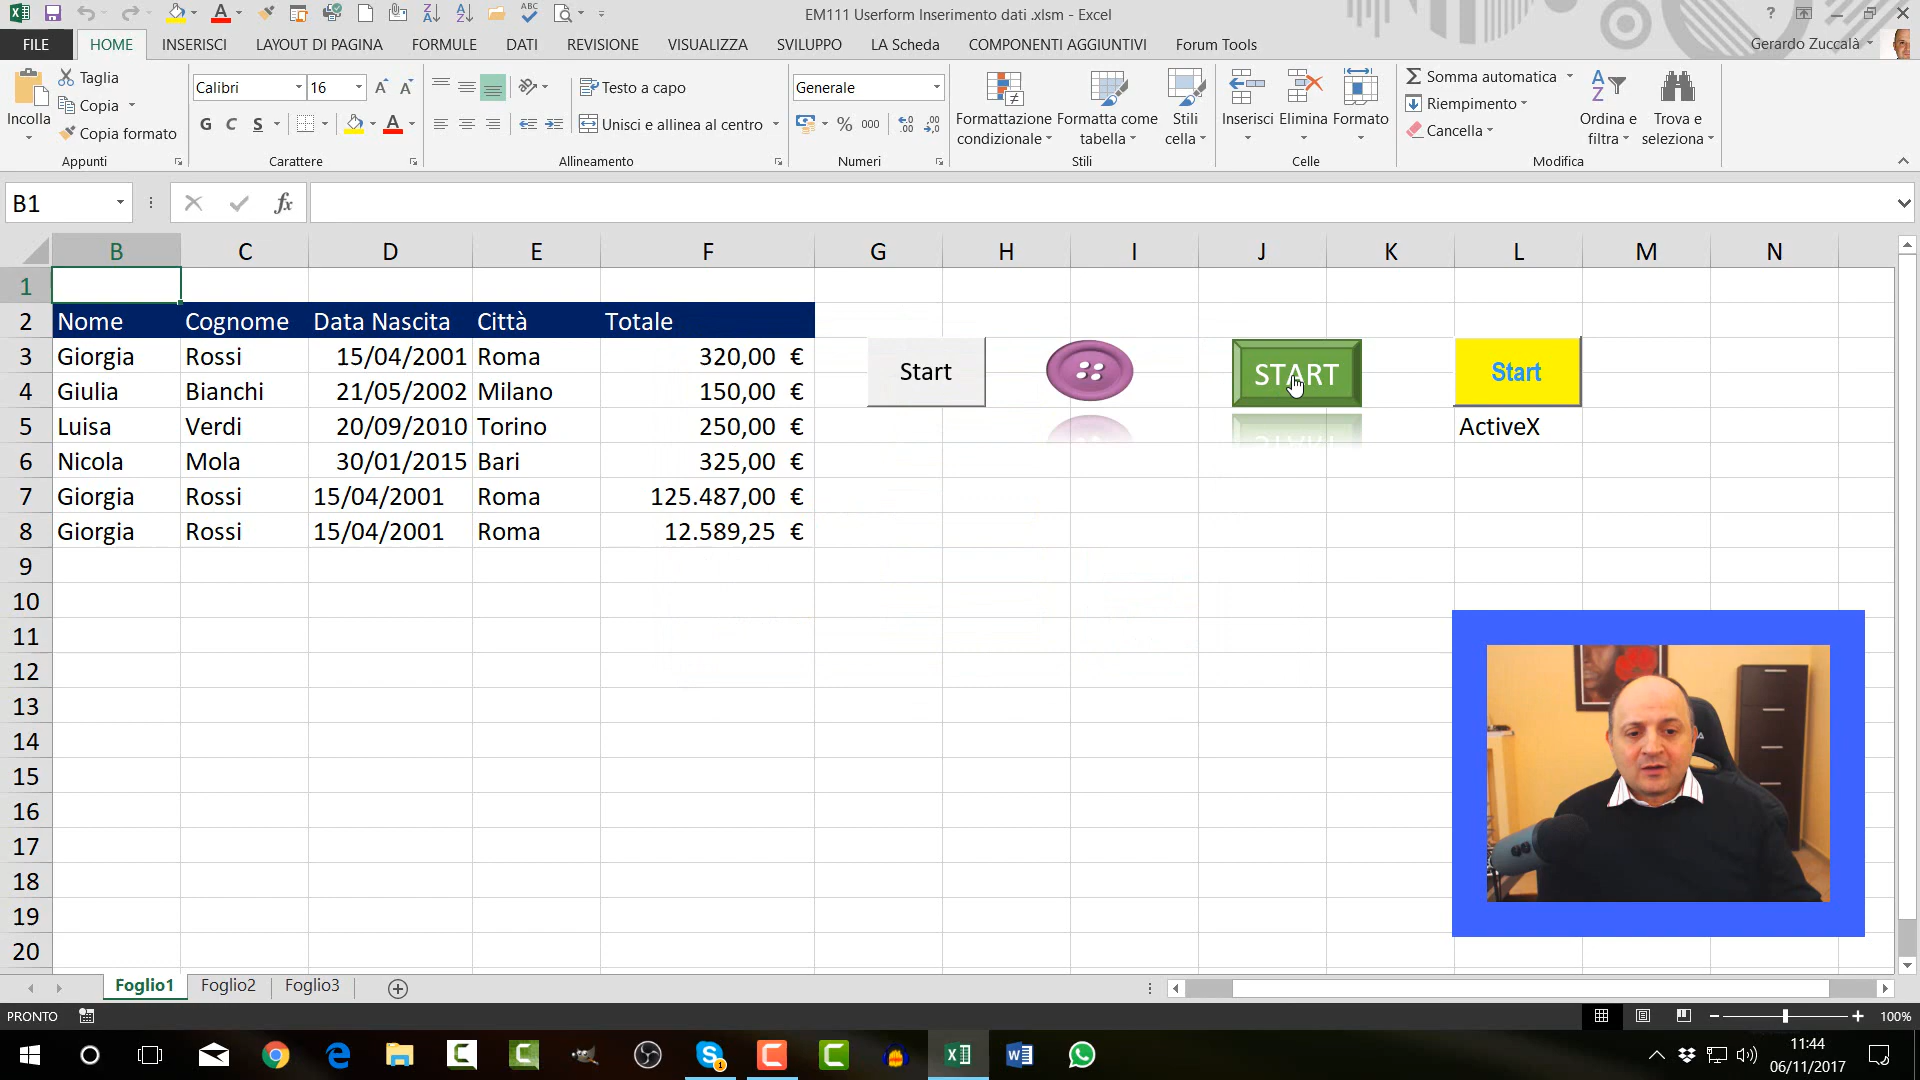 EM111 Userform Inserimento dati .xlsm - Excel
FILE HOME INSERISCI LAYOUT DI PAGINA FORMULE DATI REVISIONE VISUALIZZA SVILUPPO LA Scheda COMPONENTI AGGIUNTIVI Forum Tools Gerardo Zuccalà
Incolla
Taglia
Copia
Copia formato
Appunti
Calibri 16
G C S
Carattere
Testo a capo
Unisci e allinea al centro
Allineamento
Generale
% 000
Numeri
Formattazione condizionale
Formatta come tabella
Stili cella
Stili
Inserisci Elimina Formato
Celle
Somma automatica
Riempimento
Cancella
Ordina e filtra
Trova e seleziona
Modifica
B1
fx
B C D E F G H I J K L M N
1
2 Nome Cognome Data Nascita Città Totale
3 Giorgia Rossi 15/04/2001 Roma 320,00 €
4 Giulia Bianchi 21/05/2002 Milano 150,00 €
5 Luisa Verdi 20/09/2010 Torino 250,00 €
6 Nicola Mola 30/01/2015 Bari 325,00 €
7 Giorgia Rossi 15/04/2001 Roma 125.487,00 €
8 Giorgia Rossi 15/04/2001 Roma 12.589,25 €
9
10
11
12
13
14
15
16
17
18
19
20
Start
START
Start
ActiveX
Foglio1 Foglio2 Foglio3
PRONTO
100%
11:44
06/11/2017